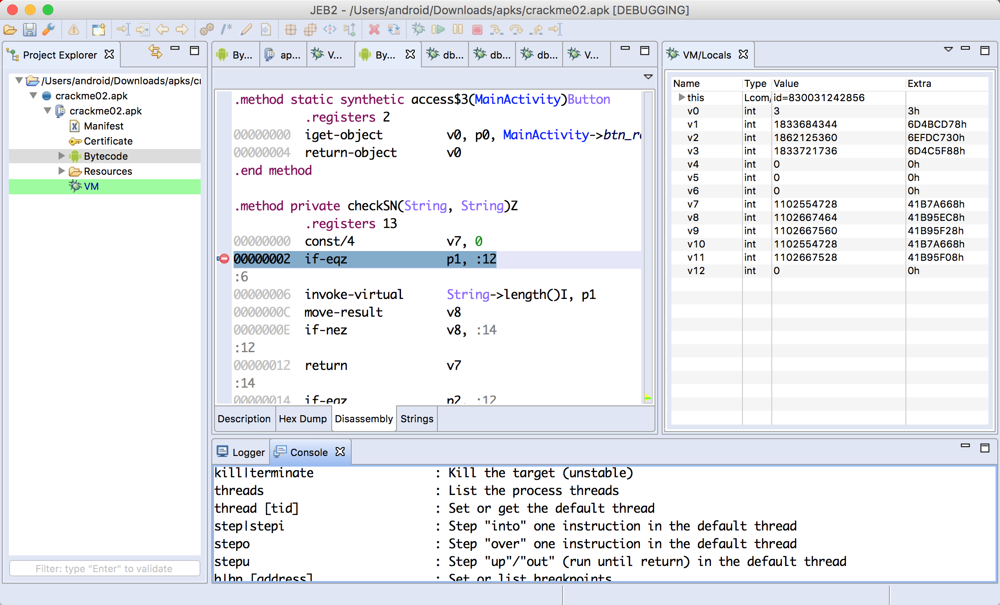 JEB2 - /Users/android/Downloads/apks/crackme02.apk [DEBUGGING]
Project Explorer
/Users/android/Downloads/apks/cr
crackme02.apk
crackme02.apk
Manifest
Certificate
Bytecode
Resources
VM
Filter: type "Enter" to validate
By... ap... V... By... db... db... db... V...
.method static synthetic access$3(MainActivity)Button
.registers 2
00000000 iget-object v0, p0, MainActivity->btn_re
00000004 return-object v0
.end method
.method private checkSN(String, String)Z
.registers 13
00000000 const/4 v7, 0
00000002 if-eqz p1, :12
:6
00000006 invoke-virtual String->length()I, p1
0000000C move-result v8
0000000E if-nez v8, :14
:12
00000012 return v7
:14
00000014 if-eqz p2, :12
Description Hex Dump Disassembly Strings
VM/Locals
Name Type Value Extra
this Lcom/ id=830031242856
v0 int 3 3h
v1 int 1833684344 6D4BCD78h
v2 int 1862125360 6EFDC730h
v3 int 1833721736 6D4C5F88h
v4 int 0 0h
v5 int 0 0h
v6 int 0 0h
v7 int 1102554728 41B7A668h
v8 int 1102667464 41B95EC8h
v9 int 1102667560 41B95F28h
v10 int 1102554728 41B7A668h
v11 int 1102667528 41B95F08h
v12 int 0 0h
Logger Console
kill|terminate : Kill the target (unstable)
threads : List the process threads
thread [tid] : Set or get the default thread
step|stepi : Step "into" one instruction in the default thread
stepo : Step "over" one instruction in the default thread
stepu : Step "up"/"out" (run until return) in the default thread
b|bp [address] : Set or list breakpoints